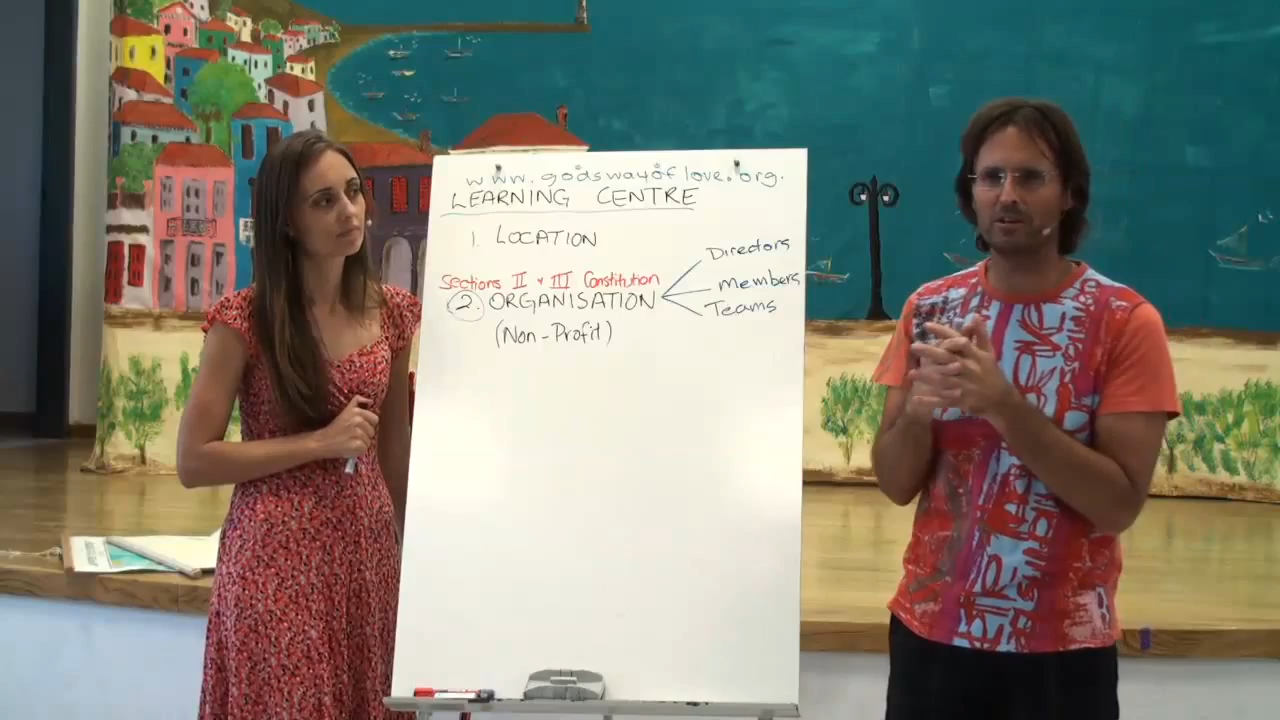 www.godswayoflove.org.
LEARNING CENTRE
1. LOCATION
Directors
Sections II & III Constitution
Members
2. ORGANISATION
Teams
(Non-Profit)